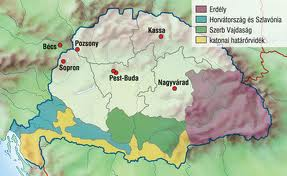 Erdély
Horvátország és Szlavónia
Szerb Vajdaság
katonai határőrvidék
Kassa
Bécs
Pozsony
Sopron
Pest-Buda
Nagyvárad